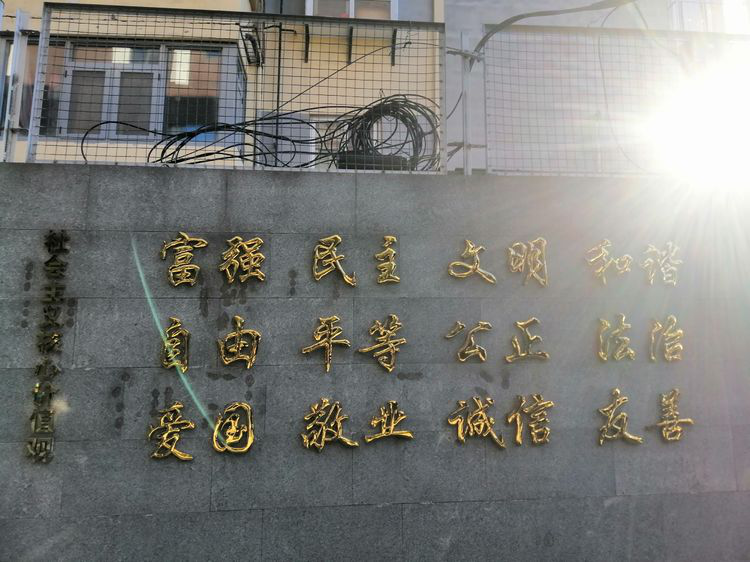 社会主义核心价值观
富强 民主 文明 和谐
自由 平等 公正 法治
爱国 敬业 诚信 友善